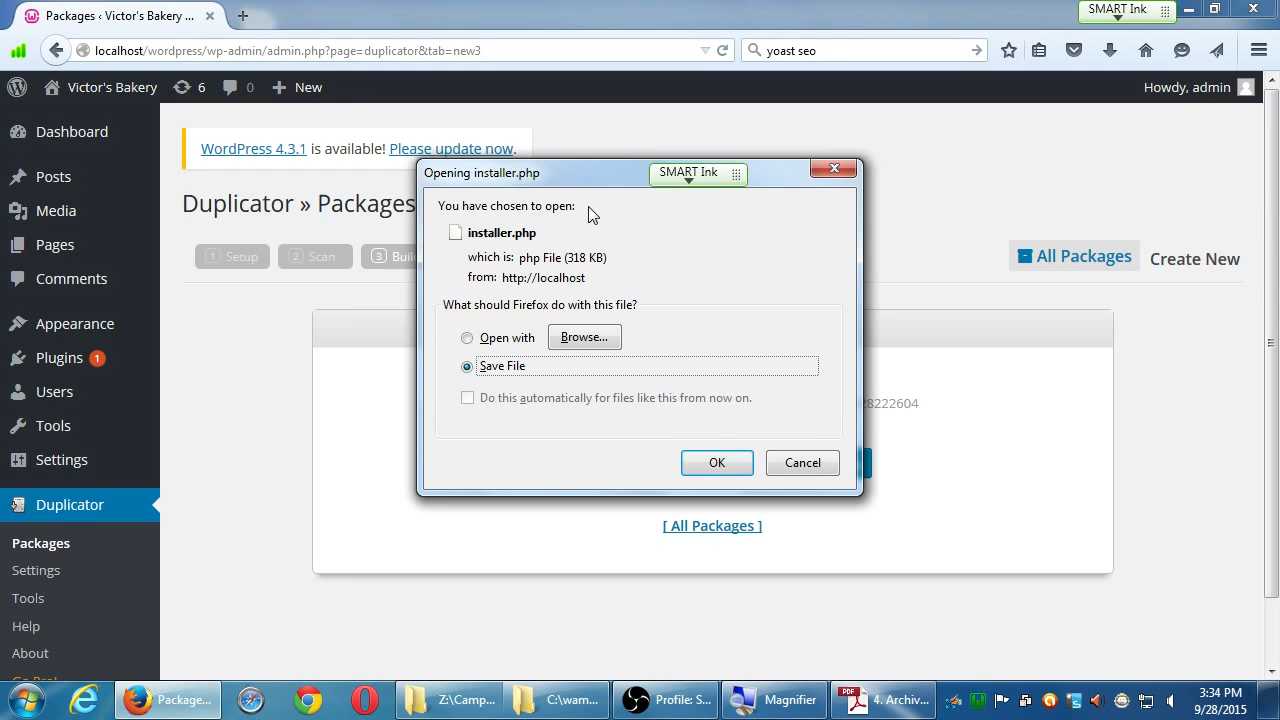 Packages ‹ Victor's Bakery ...
SMART Ink
localhost/wordpress/wp-admin/admin.php?page=duplicator&tab=new3
yoast seo
Victor's Bakery
6
0
New
Howdy, admin
Dashboard
Posts
Media
Pages
Comments
Appearance
Plugins 1
Users
Tools
Settings
Duplicator
Packages
Settings
Tools
Help
About
WordPress 4.3.1 is available! Please update now.
Duplicator » Packages
1 Setup
2 Scan
3
All Packages
Create New
Opening installer.php
SMART Ink
You have chosen to open:
installer.php
which is: php File (318 KB)
from: http://localhost
What should Firefox do with this file?
Open with
Browse...
Save File
Do this automatically for files like this from now on.
OK
Cancel
8222604
[ All Packages ]
Package...
Z:\Camp...
C:\wam...
Profile: S...
Magnifier
PDF
4. Archiv...
3:34 PM
9/28/2015